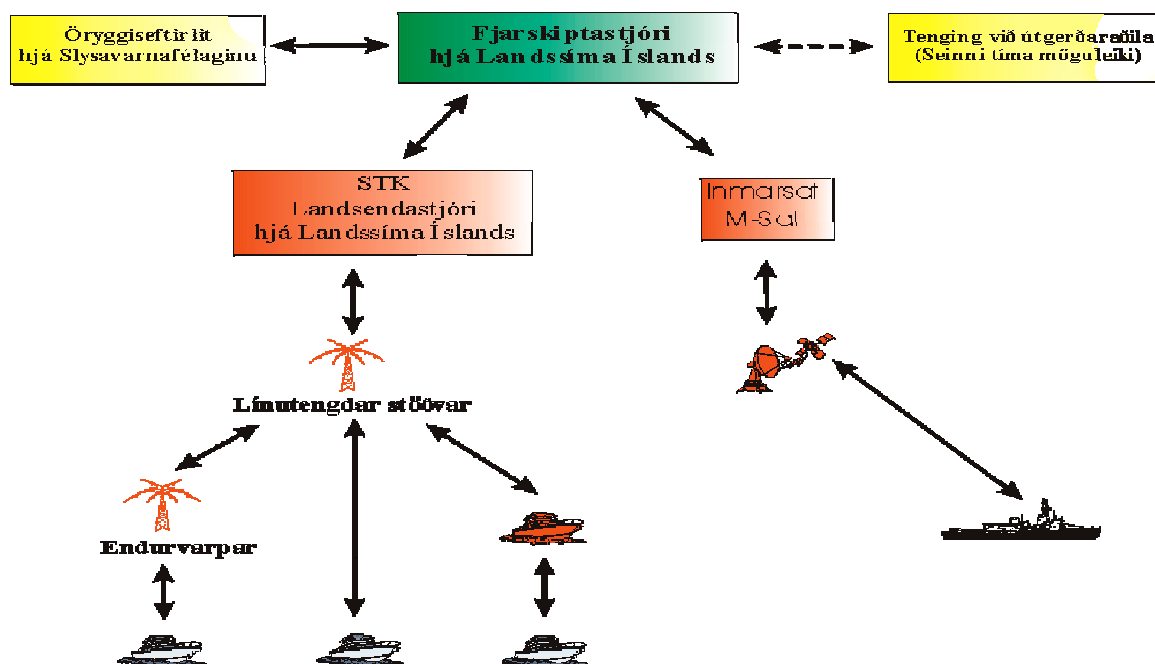 Öryggiseftirlit
hjá Slysavarnafélaginu
Fjarskiptastjóri
hjá Landssíma Íslands
Tenging við útgerðaraðila
(Seinni tíma möguleiki)
STK
Landsendastjóri
hjá Landssíma Íslands
Inmarsat
M-Sat
Línutengdar stöðvar
Endurvarpar